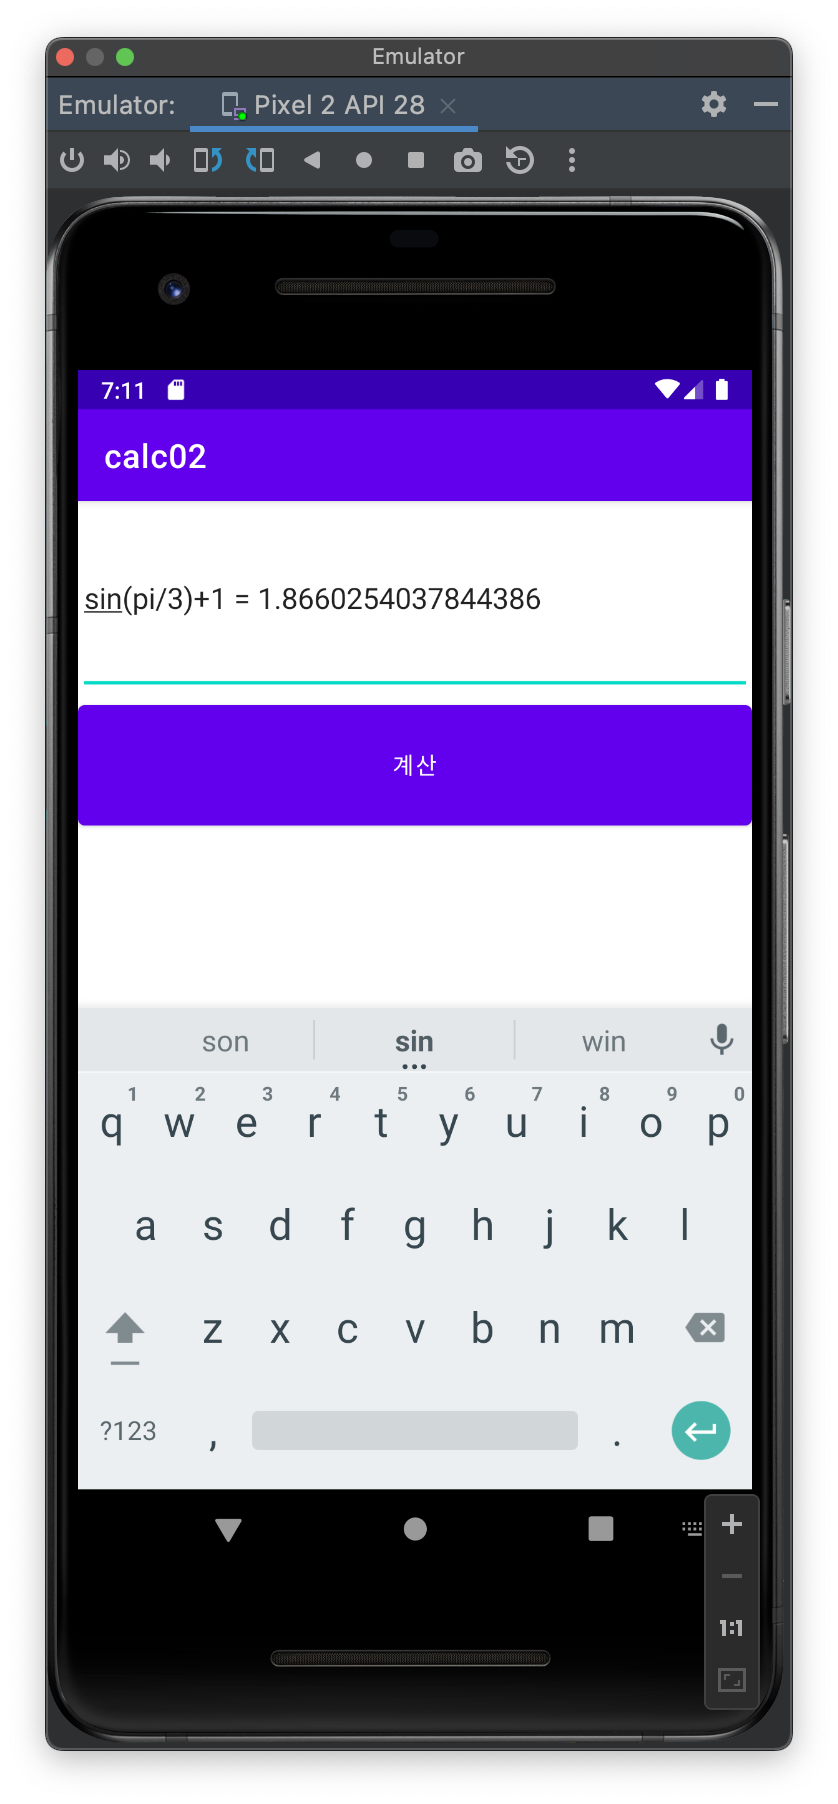 Emulator
Emulator: Pixel 2 API 28
7:11
calc02
sin(pi/3)+1 = 1.8660254037844386
계산
son sin win
1 2 3 4 5 6 7 8 9 0
q w e r t y u i o p
a s d f g h j k l
z x c v b n m
?123 , .
1:1